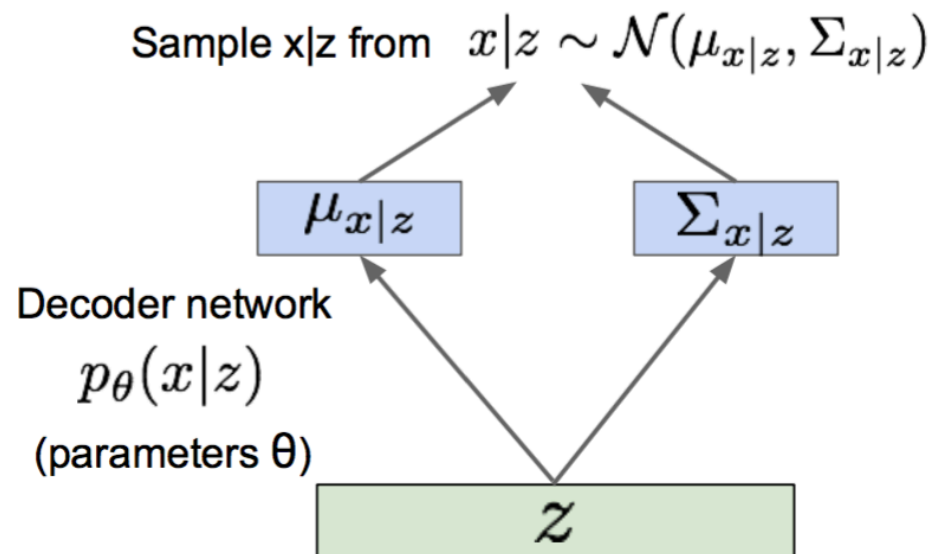 Sample x|z from x|z ∼ 𝒩(μ_{x|z}, Σ_{x|z})
μ_{x|z}
Σ_{x|z}
Decoder network
p_θ(x|z)
(parameters θ)
z